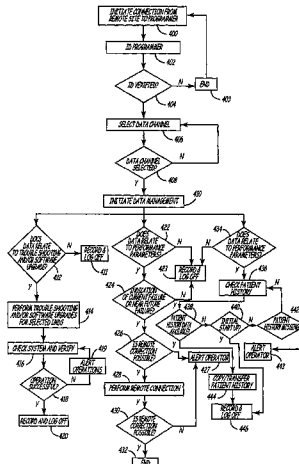 INITIATE CONNECTION FROM
REMOTE SITE TO PROGRAMMER
400
ID PROGRAMMER
402
ID VERIFIED?
N
END
403
404
Y
SELECT DATA CHANNEL
406
DATA CHANNEL
SELECTED?
N
408
Y
INITIATE DATA MANAGEMENT
410
DOES
DATA RELATE
TO TROUBLE SHOOTING
AND/OR SOFTWARE
UPGRADES?
412
N
RECORD &
LOG OFF
411
Y
PERFORM TROUBLE SHOOTING
AND/OR SOFTWARE UPGRADES
FOR SELECTED IMDS
414
CHECK SYSTEM AND VERIFY
416
ALERT
OPERATIONS
419
OPERATION
SUCCESSFUL?
N
418
Y
RECORD AND LOG OFF
420
422
DOES
DATA RELATE
TO PERFORMANCE
PARAMETERS?
N
423
RECORD &
LOG OFF
Y
424
INDICATION
OF CURRENT FAILURE
OR NEAR FUTURE
FAILURE?
N
Y
426
IS REMOTE
CORRECTION
POSSIBLE?
N
ALERT OPERATOR
427
Y
428
PERFORM REMOTE CONNECTION
430
IS REMOTE
CORRECTION
POSSIBLE?
N
Y
432
END
434
DOES
DATA RELATE
TO PERFORMANCE
PARAMETERS?
N
Y
436
CHECK PATIENT
HISTORY
438
PATIENT
HISTORY DATA
AVAILABLE?
N
440
INITIAL
START UP?
N
442
PATIENT
HISTORY MISSING
Y
ALERT
OPERATOR
443
COPY/TRANSFER
PATIENT HISTORY
444
RECORD &
LOG OFF
446